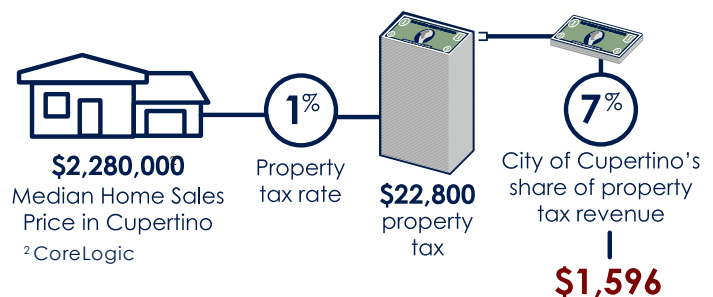 $2,280,000²
Median Home Sales
Price in Cupertino
² CoreLogic
1%
Property
tax rate
$22,800
property
tax
7%
City of Cupertino’s
share of property
tax revenue
$1,596